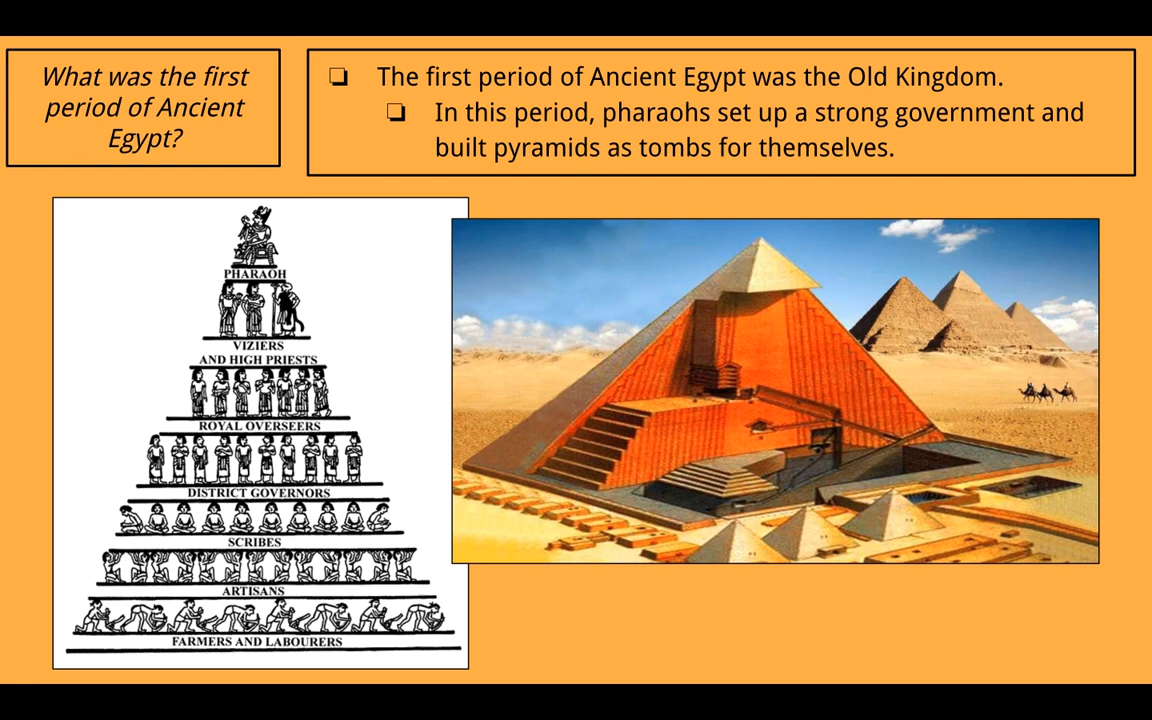 What was the first
period of Ancient
Egypt?
❏ The first period of Ancient Egypt was the Old Kingdom.
❏ In this period, pharaohs set up a strong government and
built pyramids as tombs for themselves.
PHARAOH
VIZIERS
AND HIGH PRIESTS
ROYAL OVERSEERS
DISTRICT GOVERNORS
SCRIBES
ARTISANS
FARMERS AND LABOURERS